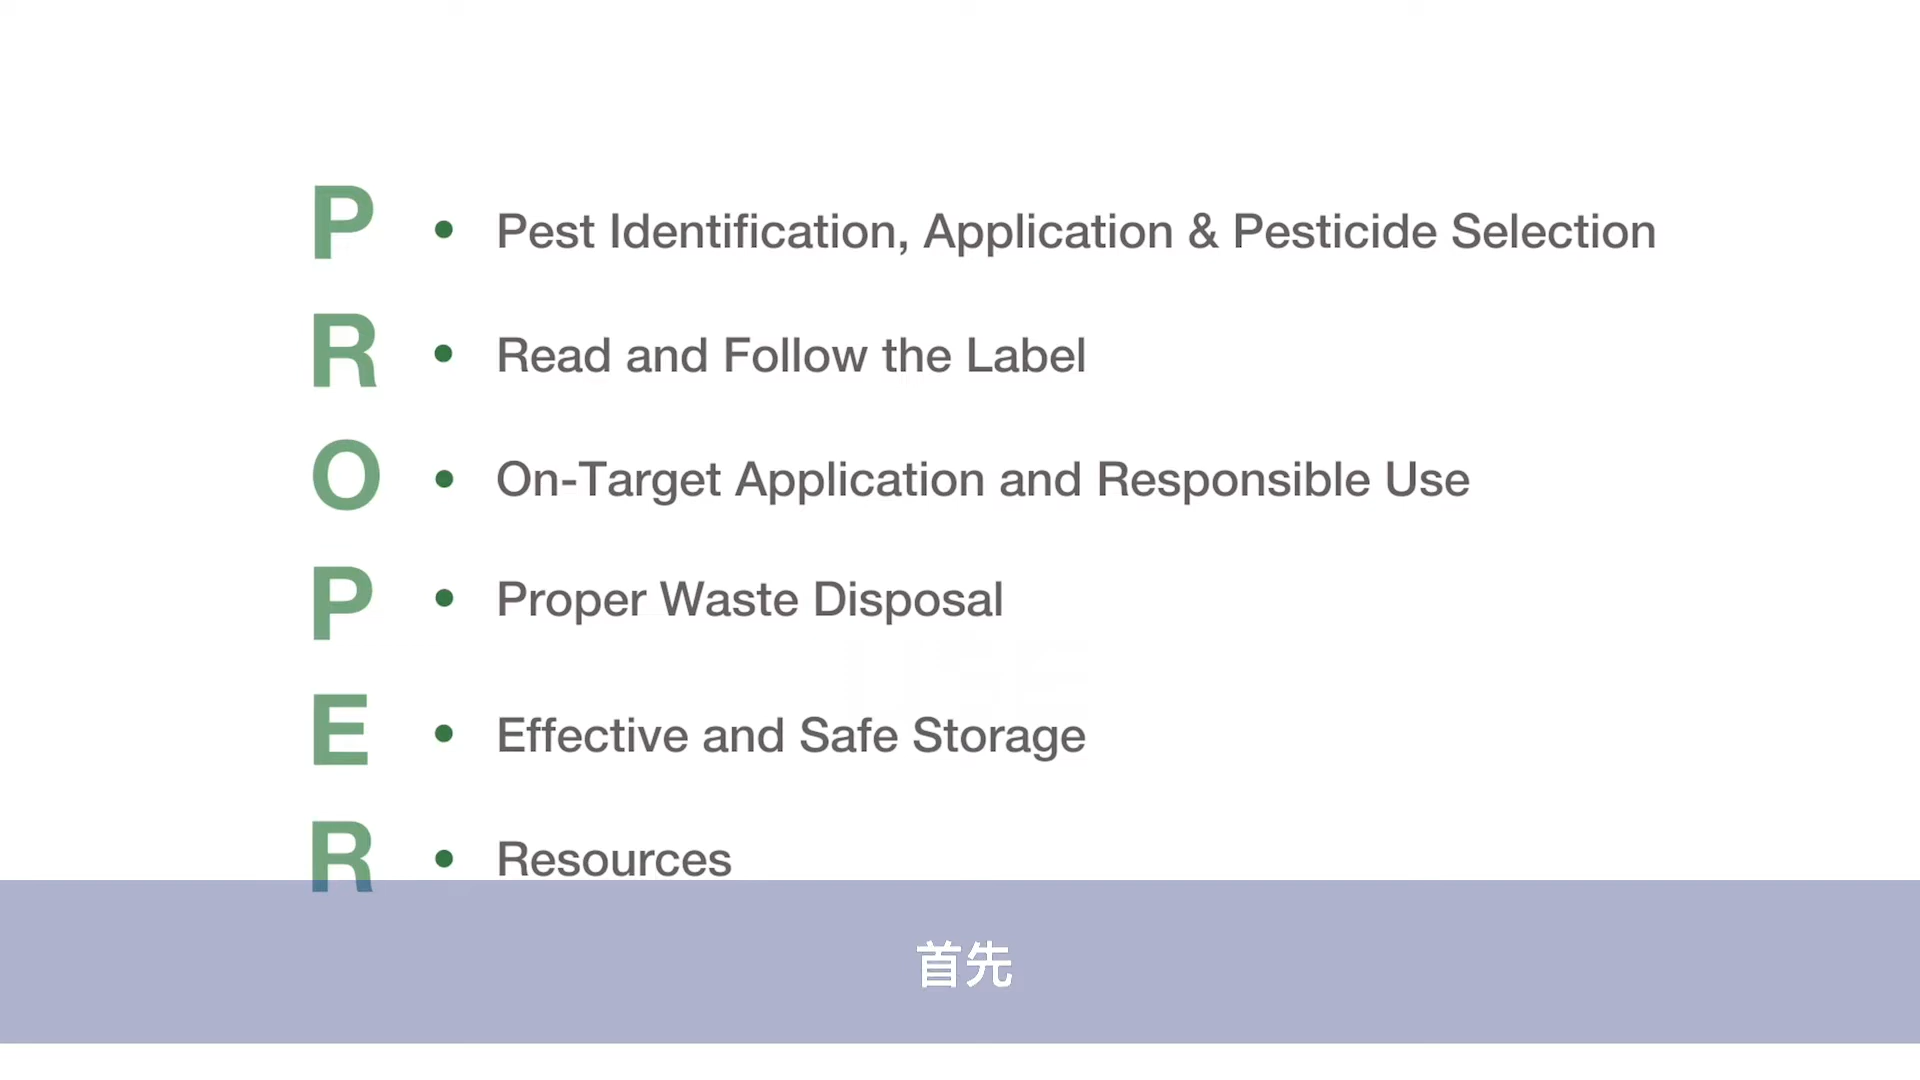 P • Pest Identification, Application & Pesticide Selection
R • Read and Follow the Label
O • On-Target Application and Responsible Use
P • Proper Waste Disposal
E • Effective and Safe Storage
R • Resources
首先